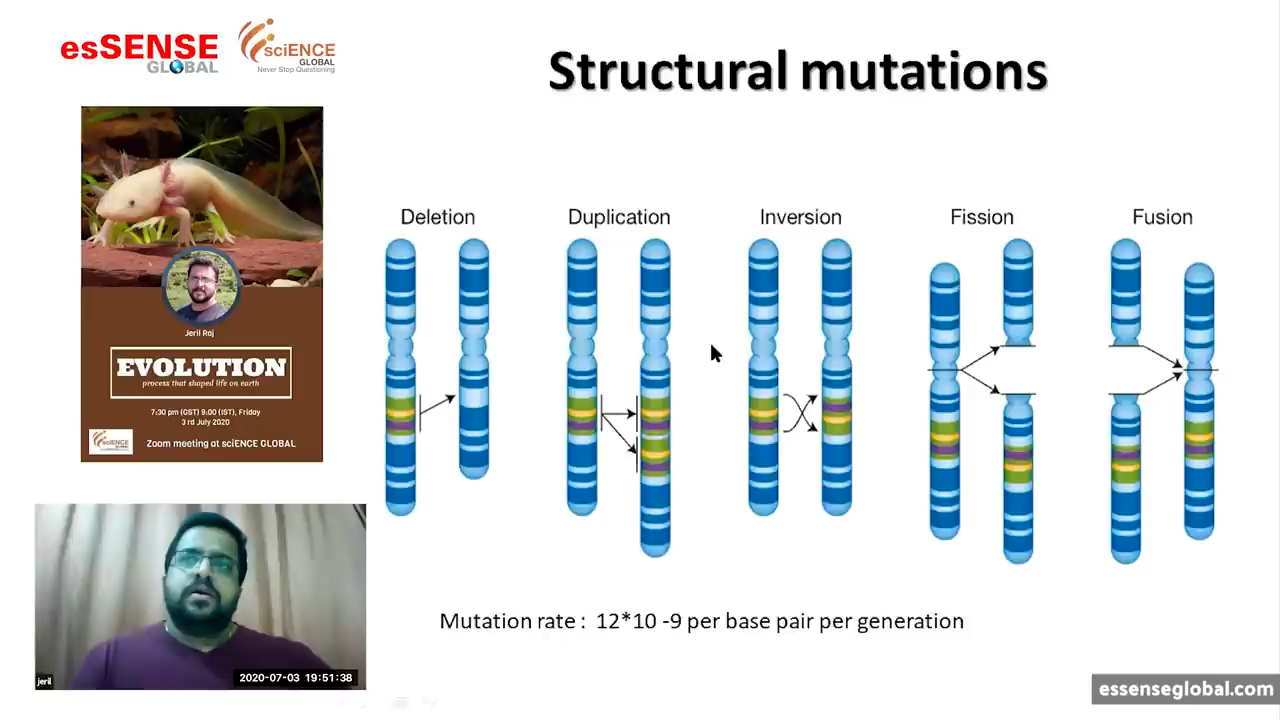 esSENSE
GLOBAL
sciENCE
GLOBAL
Never Stop Questioning
Structural mutations
Jeril Raj
EVOLUTION
process that shaped life on earth
7:30 pm (GST) 9:00 (IST), Friday
3 rd July 2020
sciENCE
Zoom meeting at sciENCE GLOBAL
Deletion
Duplication
Inversion
Fission
Fusion
Mutation rate : 12*10 -9 per base pair per generation
jeril
2020-07-03 19:51:38
essenseglobal.com